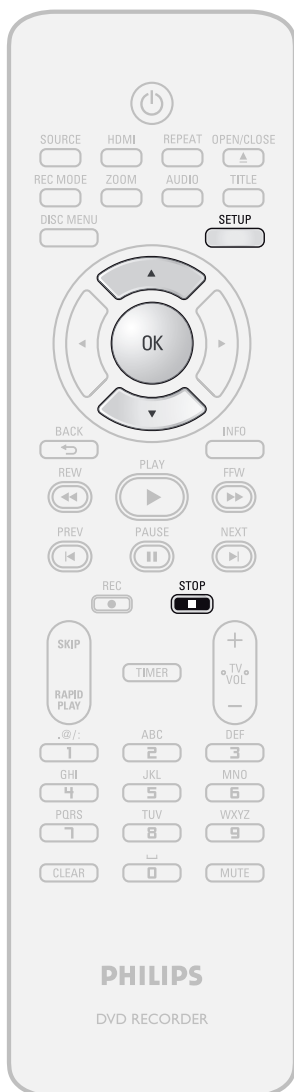 SOURCE HDMI REPEAT OPEN/CLOSE
REC MODE ZOOM AUDIO TITLE
DISC MENU SETUP
OK
BACK INFO
REW PLAY FFW
PREV PAUSE NEXT
REC STOP
SKIP
RAPID
PLAY
TIMER
+
TV
VOL
−
.@/: ABC DEF
1 2 3
GHI JKL MNO
4 5 6
PQRS TUV WXYZ
7 8 9
CLEAR 0 MUTE
PHILIPS
DVD RECORDER